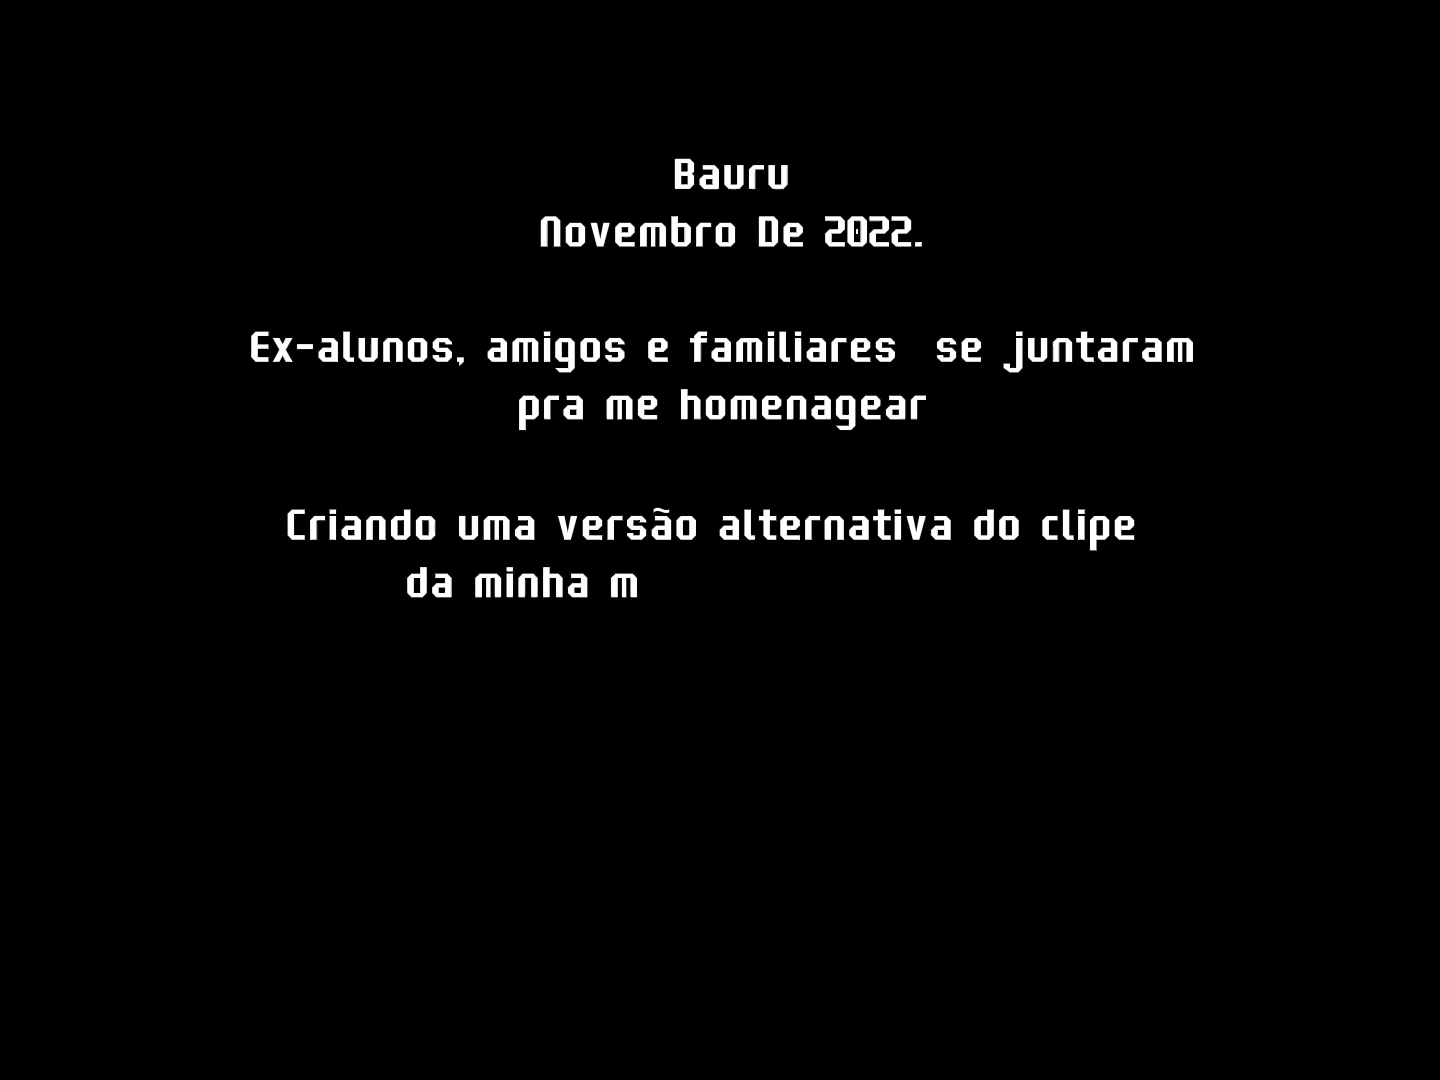 Bauru
Novembro De 2022.
Ex-alunos, amigos e familiares se juntaram
pra me homenagear
Criando uma versão alternativa do clipe
da minha m